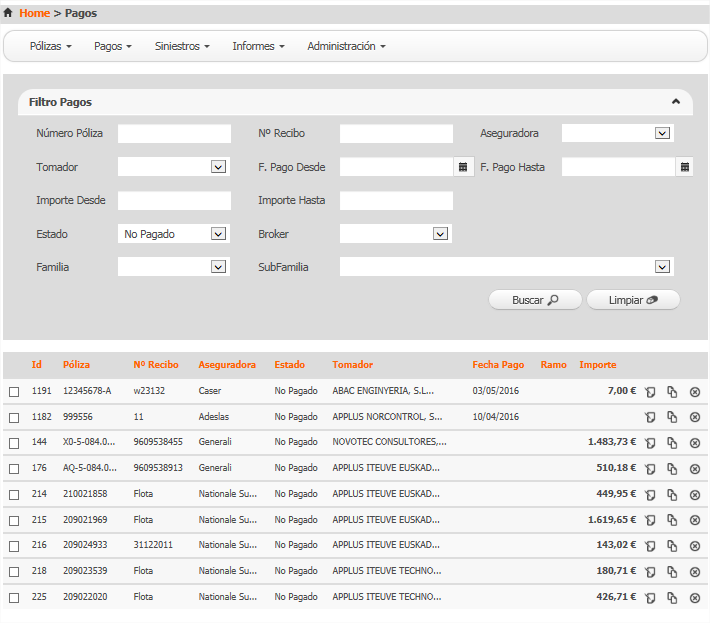 Home > Pagos
Pólizas Pagos Siniestros Informes Administración
Filtro Pagos
Número Póliza Nº Recibo Aseguradora
Tomador F. Pago Desde F. Pago Hasta
Importe Desde Importe Hasta
Estado No Pagado Broker
Familia SubFamilia
Buscar Limpiar
Id Póliza Nº Recibo Aseguradora Estado Tomador Fecha Pago Ramo Importe
1191 12345678-A w23132 Caser No Pagado ABAC ENGINYERIA, S.L... 03/05/2016 7,00 €
1182 999556 11 Adeslas No Pagado APPLUS NORCONTROL, S... 10/04/2016
144 X0-5-084.0... 9609538455 Generali No Pagado NOVOTEC CONSULTORES,... 1.483,73 €
176 AQ-5-084.0... 9609538913 Generali No Pagado APPLUS ITEUVE EUSKAD... 510,18 €
214 210021858 Flota Nationale Su... No Pagado APPLUS ITEUVE EUSKAD... 449,95 €
215 209021969 Flota Nationale Su... No Pagado APPLUS ITEUVE EUSKAD... 1.619,65 €
216 209024933 31122011 Nationale Su... No Pagado APPLUS ITEUVE EUSKAD... 143,02 €
218 209023539 Flota Nationale Su... No Pagado APPLUS ITEUVE TECHNO... 180,71 €
225 209022020 Flota Nationale Su... No Pagado APPLUS ITEUVE TECHNO... 426,71 €